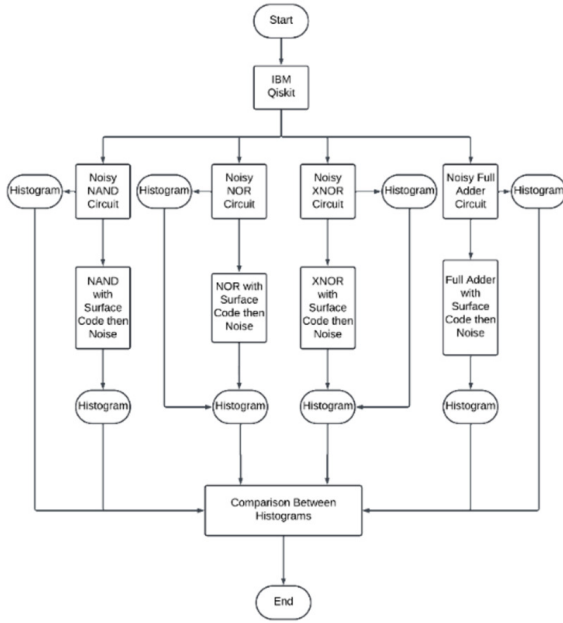 Start
IBM
Qiskit
Histogram
Noisy
NAND
Circuit
Histogram
Noisy
NOR
Circuit
Noisy
XNOR
Circuit
Histogram
Noisy Full
Adder
Circuit
Histogram
NAND
with
Surface
Code then
Noise
NOR with
Surface
Code then
Noise
XNOR
with
Surface
Code then
Noise
Full Adder
with
Surface
Code then
Noise
Histogram
Histogram
Histogram
Histogram
Comparison Between
Histograms
End